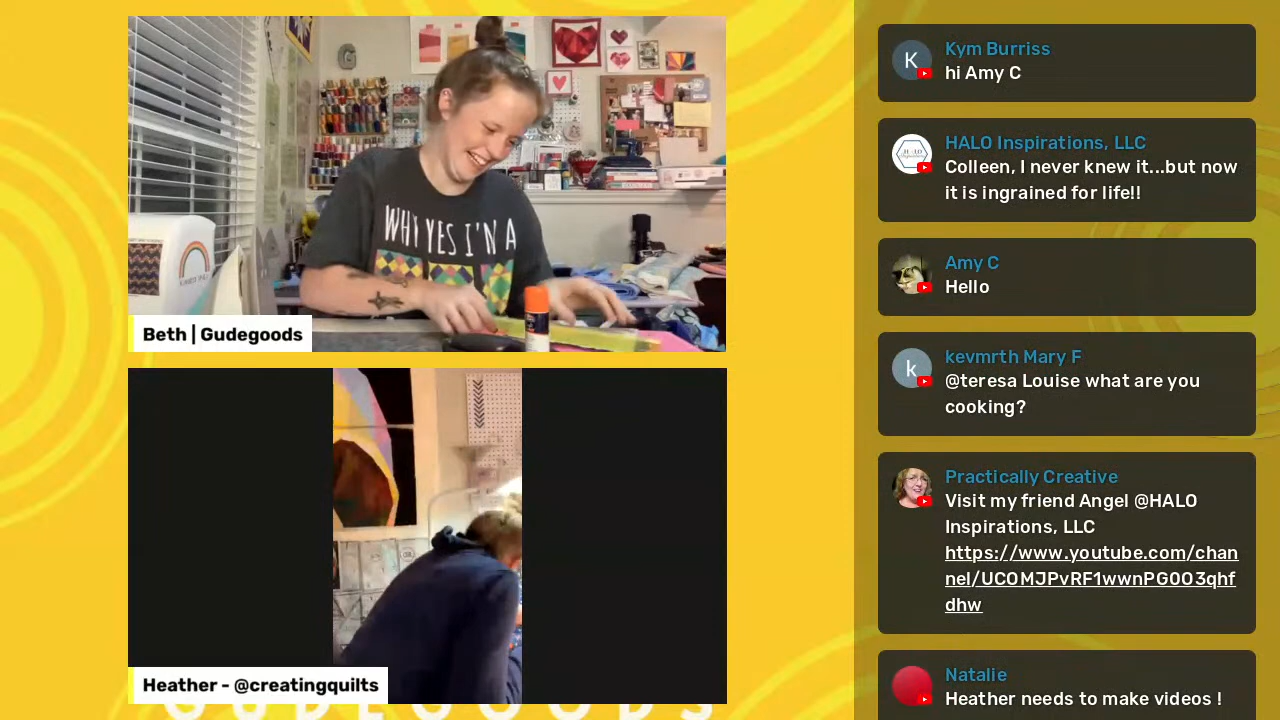 WHY YES I'M A
Beth | Gudegoods
Heather - @creatingquilts
GUDEGOODS
Kym Burriss
hi Amy C
HALO Inspirations, LLC
Colleen, I never knew it...but now
it is ingrained for life!!
Amy C
Hello
kevmrth Mary F
@teresa Louise what are you
cooking?
Practically Creative
Visit my friend Angel @HALO
Inspirations, LLC
https://www.youtube.com/chan
nel/UCOMJPvRF1wwnPG0O3qhf
dhw
Natalie
Heather needs to make videos !